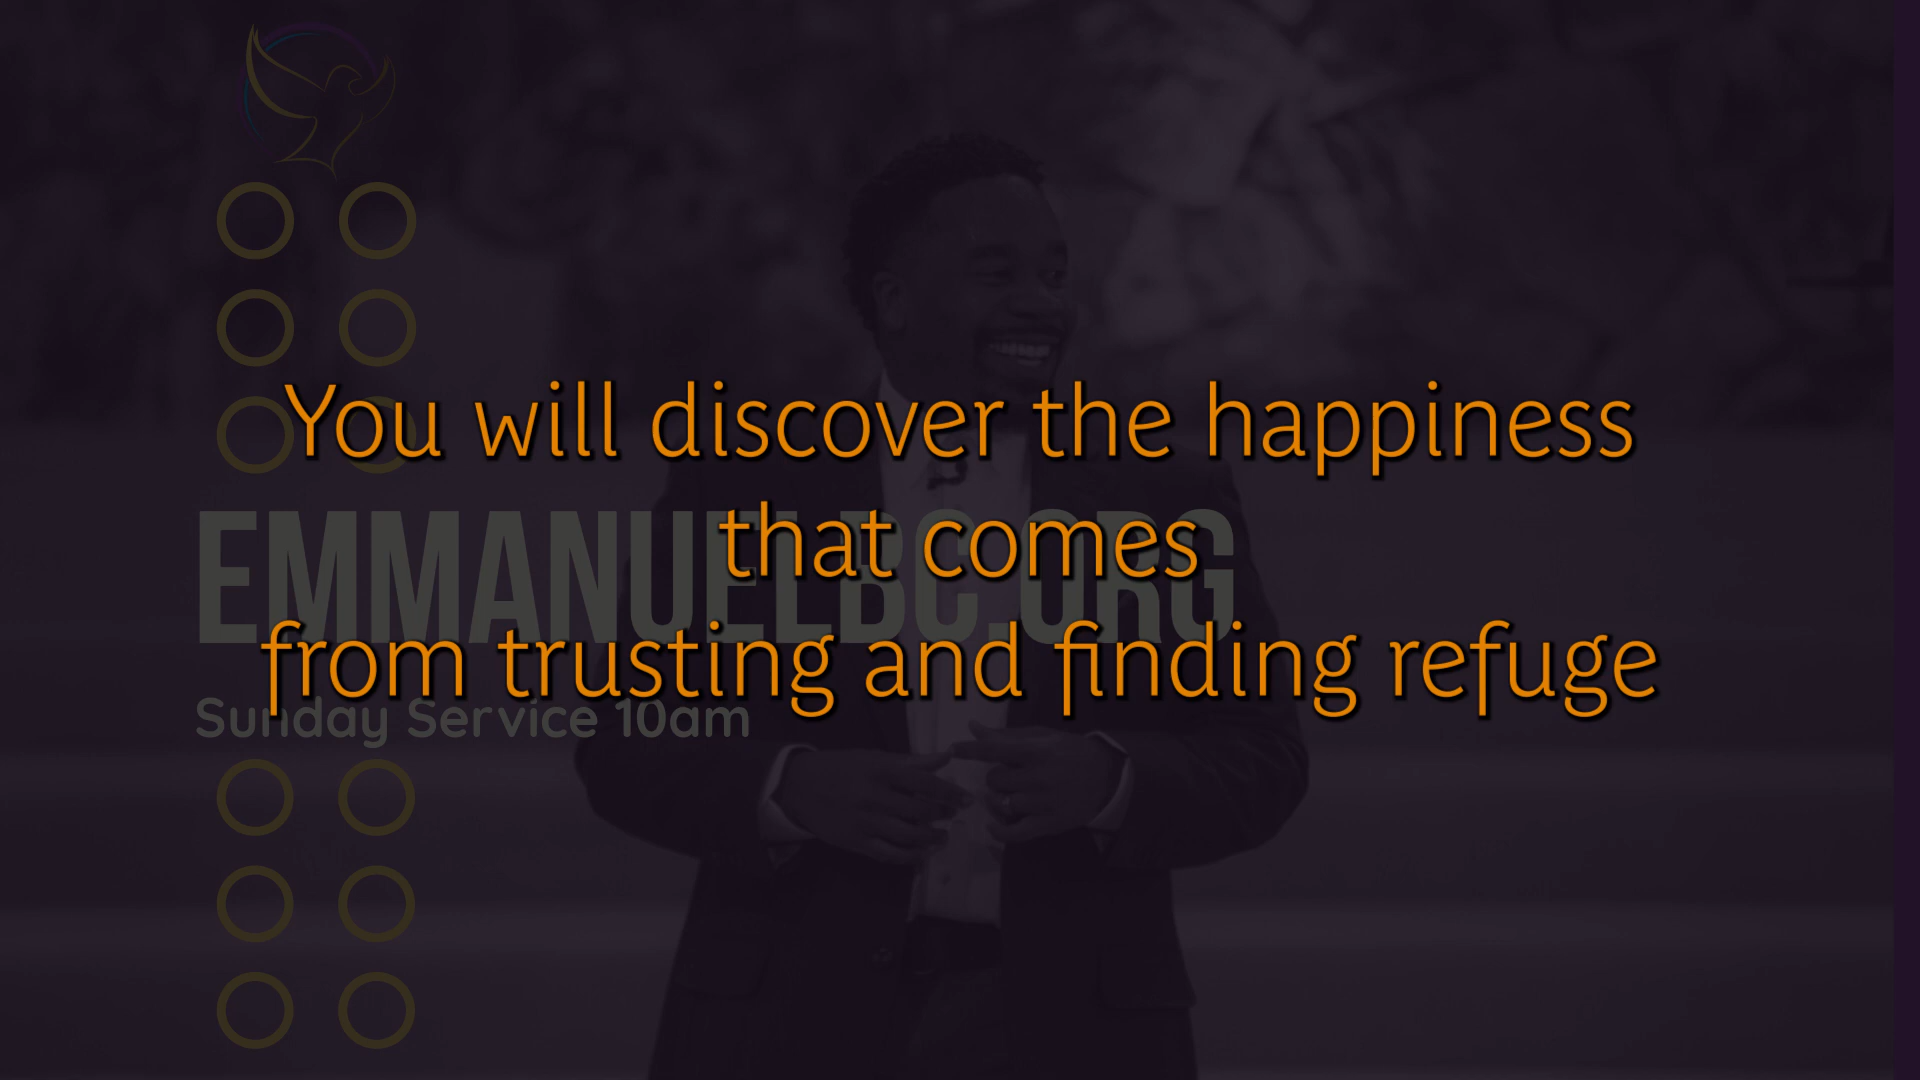 You will discover the happiness
that comes
from trusting and finding refuge
EMMANUELBC.ORG
Sunday Service 10am